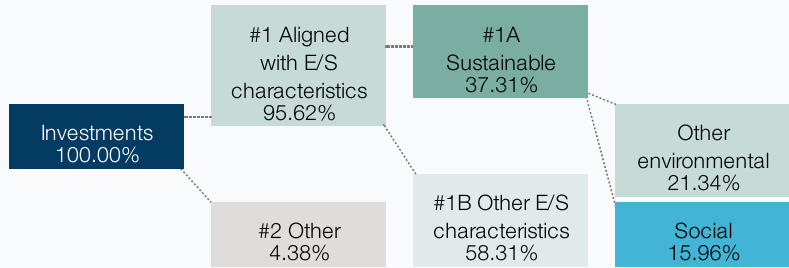 Investments
100.00%
#1 Aligned
with E/S
characteristics
95.62%
#2 Other
4.38%
#1A
Sustainable
37.31%
#1B Other E/S
characteristics
58.31%
Other
environmental
21.34%
Social
15.96%